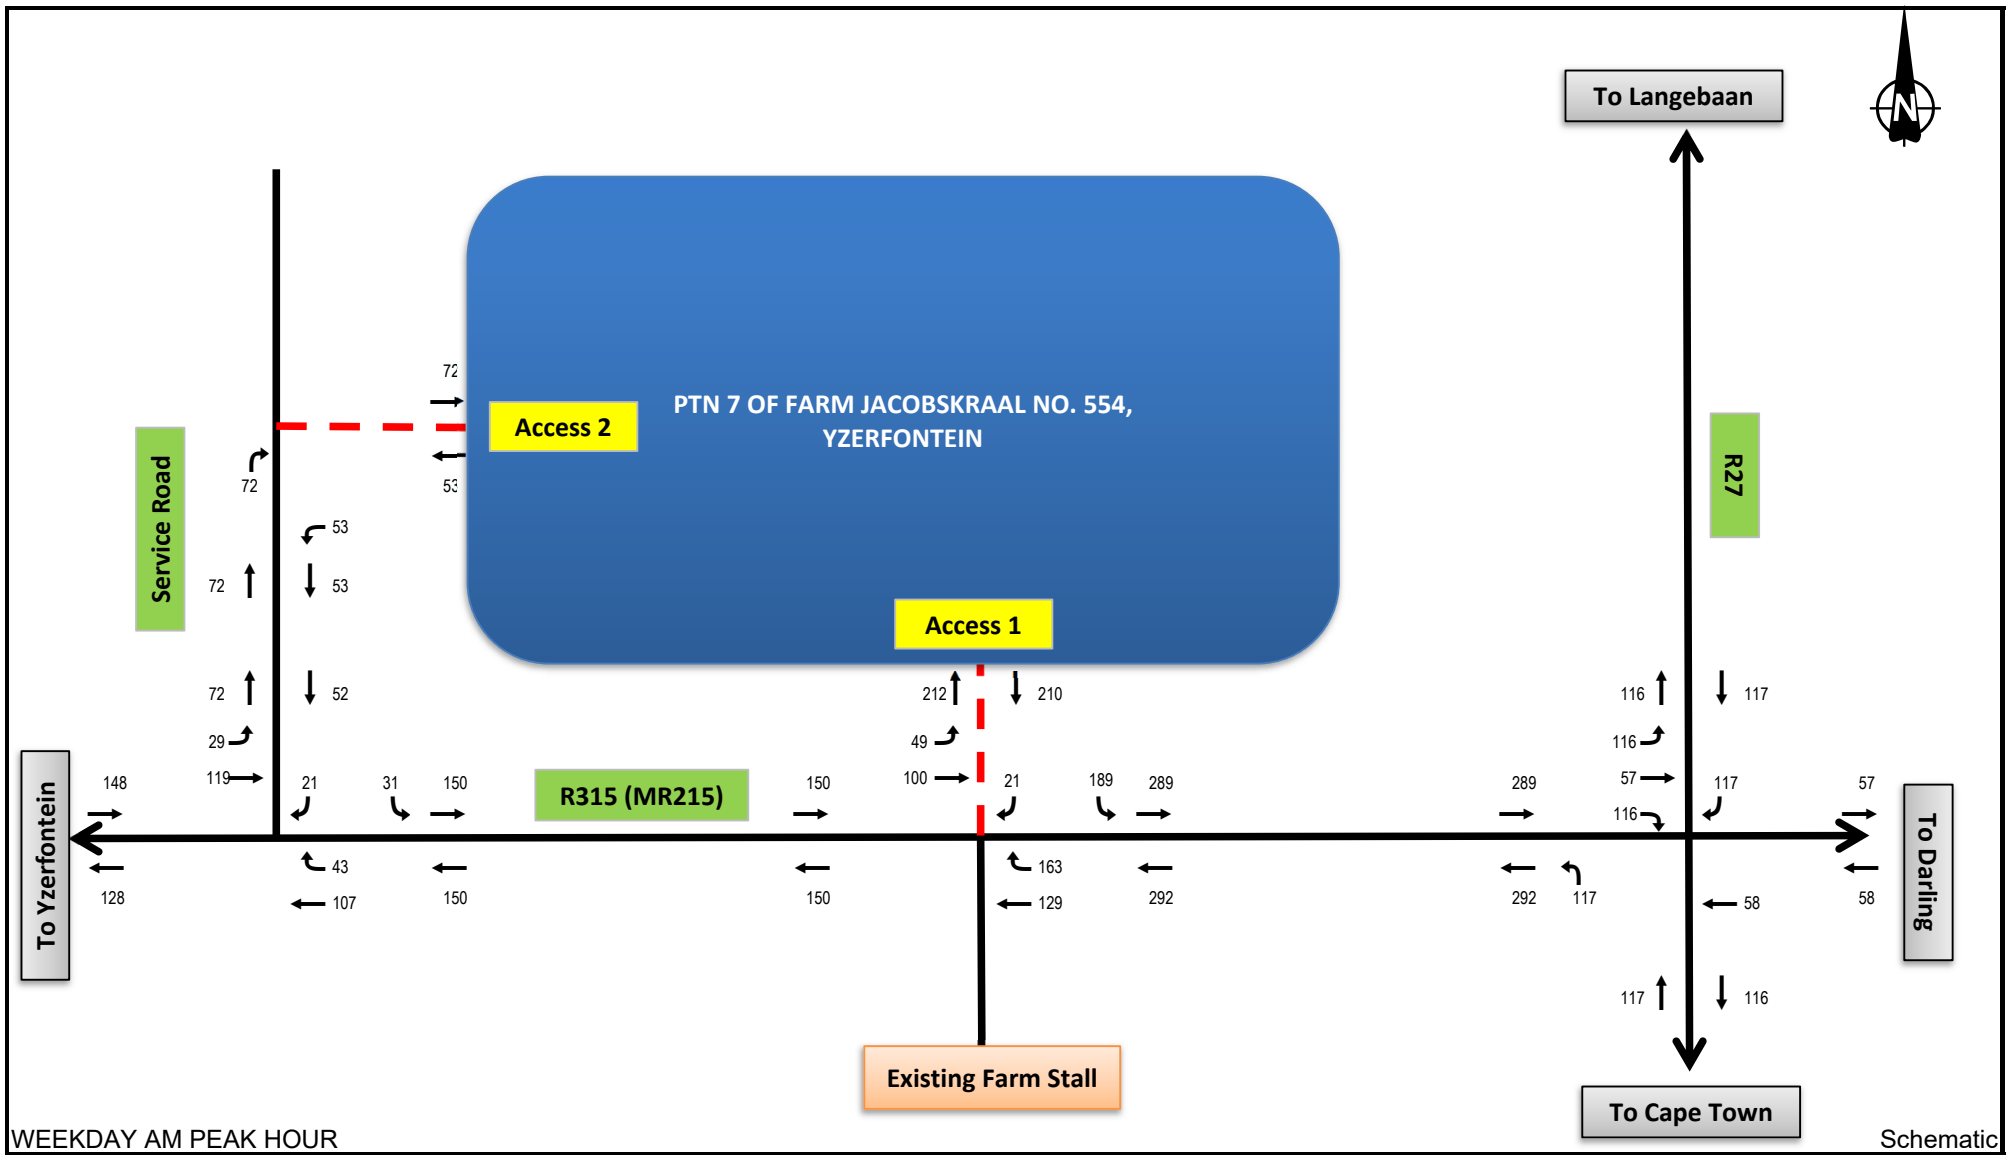 To Langebaan
N
72
PTN 7 OF FARM JACOBSKRAAL NO. 554,
YZERFONTEIN
Access 2
Service Road
R27
72
53
53
72
53
Access 1
72
52
212
210
116
117
29
49
116
119
100
57
148
21
31
150
R315 (MR215)
150
21
189
289
289
116
117
57
To Yzerfontein
To Darling
43
163
128
107
150
150
129
292
292
117
58
58
117
116
Existing Farm Stall
To Cape Town
WEEKDAY AM PEAK HOUR
Schematic